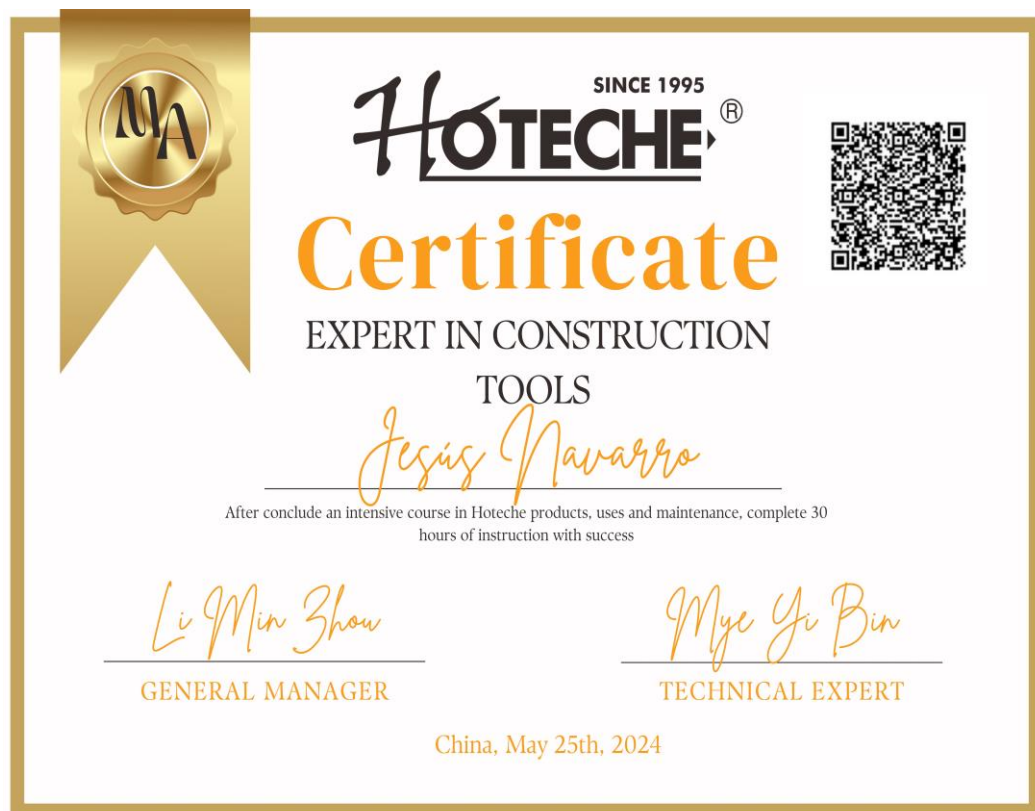 MA
SINCE 1995
HOTECHE®
Certificate
EXPERT IN CONSTRUCTION
TOOLS
Jesús Navarro
After conclude an intensive course in Hoteche products, uses and maintenance, complete 30
hours of instruction with success
Li Min Zhou
Mye Yi Bin
GENERAL MANAGER
TECHNICAL EXPERT
China, May 25th, 2024